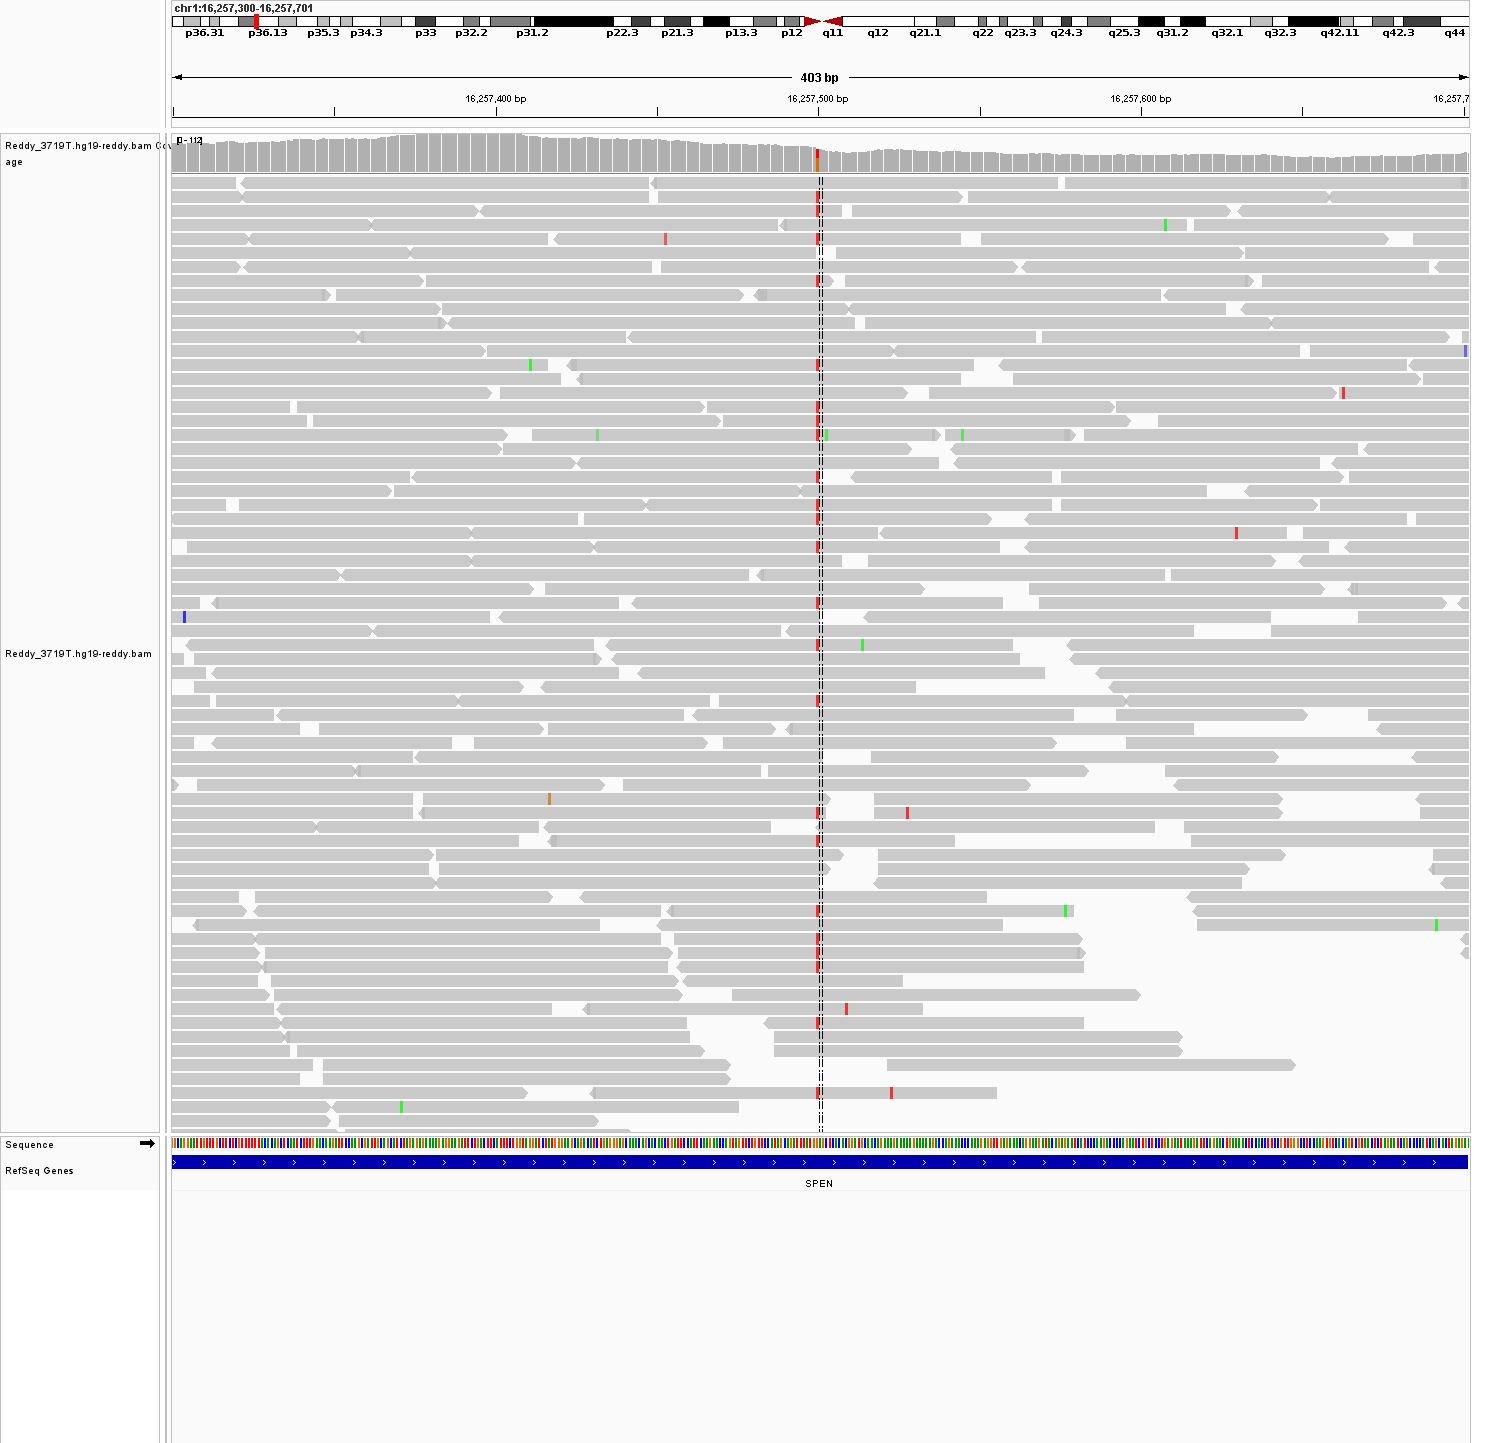 chr1:16,257,300-16,257,701
p36.31 p36.13 p35.3 p34.3 p33 p32.2 p31.2 p22.3 p21.3 p13.3 p12 q11 q12 q21.1 q22 q23.3 q24.3 q25.3 q31.2 q32.1 q32.3 q42.11 q42.3 q44
403 bp
16,257,400 bp 16,257,500 bp 16,257,600 bp 16,257,7
[0 - 112]
Reddy_3719T.hg19-reddy.bam Cov
age
Reddy_3719T.hg19-reddy.bam
Sequence
RefSeq Genes
SPEN